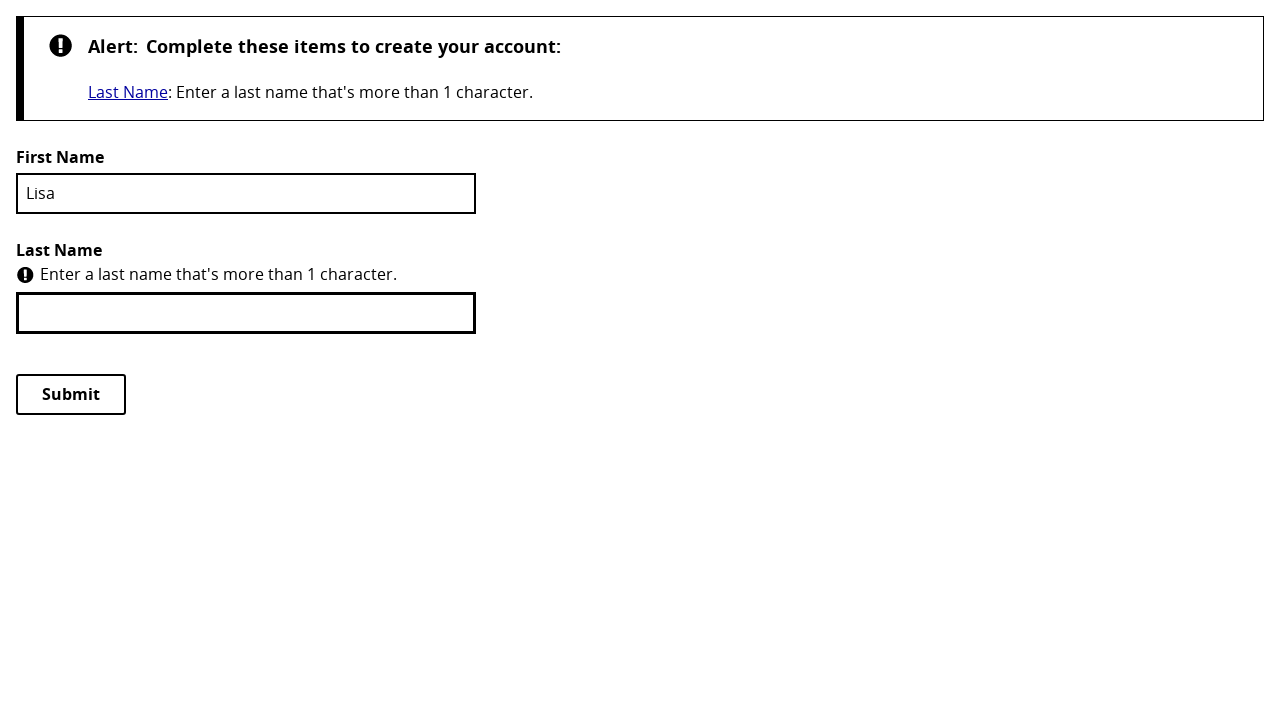 Alert: Complete these items to create your account:
Last Name: Enter a last name that's more than 1 character.
First Name
Lisa
Last Name
Enter a last name that's more than 1 character.
Submit